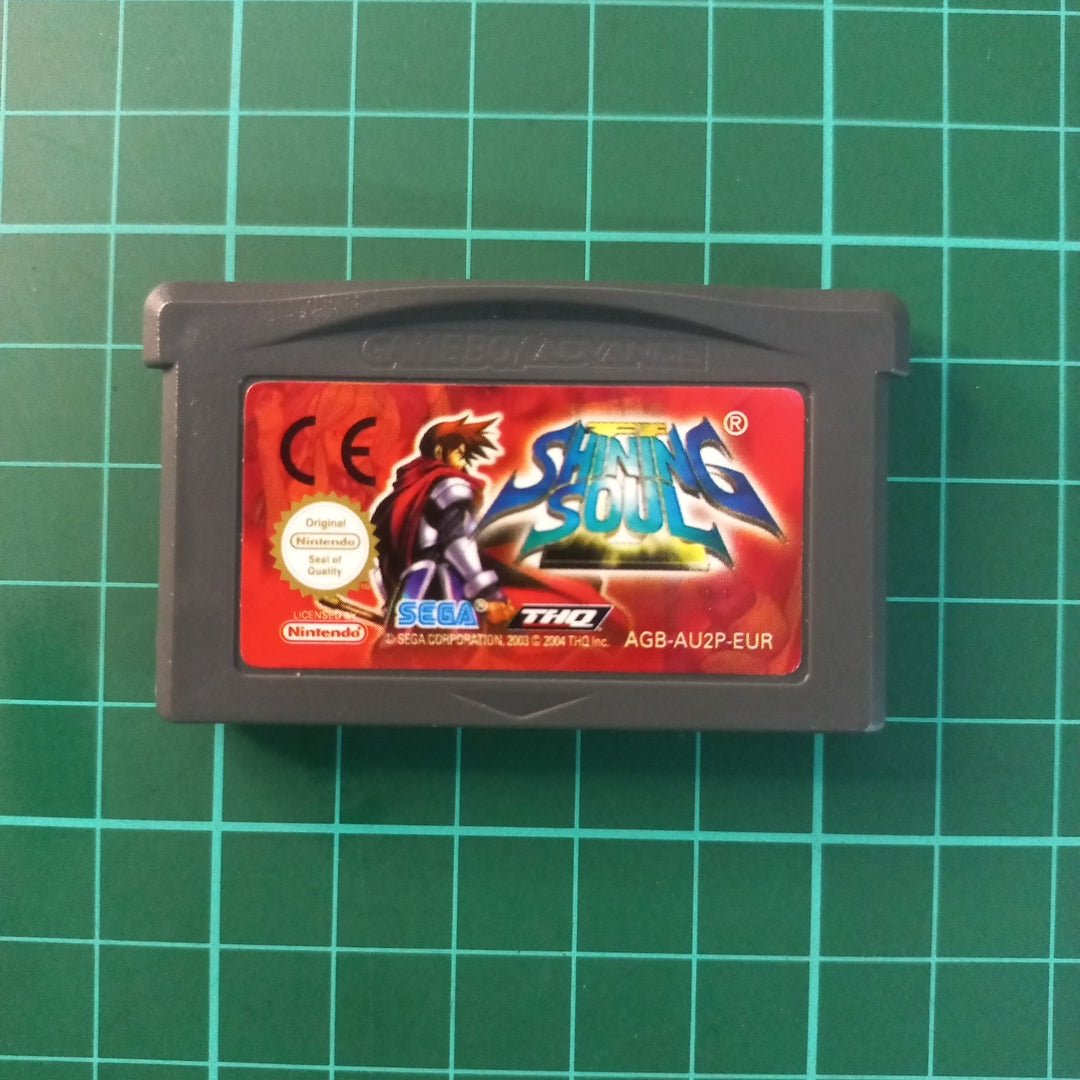 GAME BOY ADVANCE
CE
Original
Nintendo
Seal of
Quality
LICENSED BY
Nintendo
SHINING
SOUL
II
®
SEGA®
THQ
© SEGA CORPORATION, 2003 © 2004 THQ Inc.
AGB-AU2P-EUR